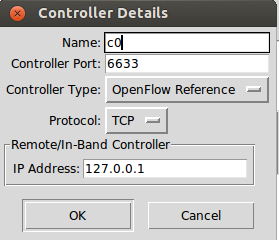 Controller Details
Name: c0
Controller Port: 6633
Controller Type: OpenFlow Reference
Protocol: TCP
Remote/In-Band Controller
IP Address: 127.0.0.1
OK Cancel